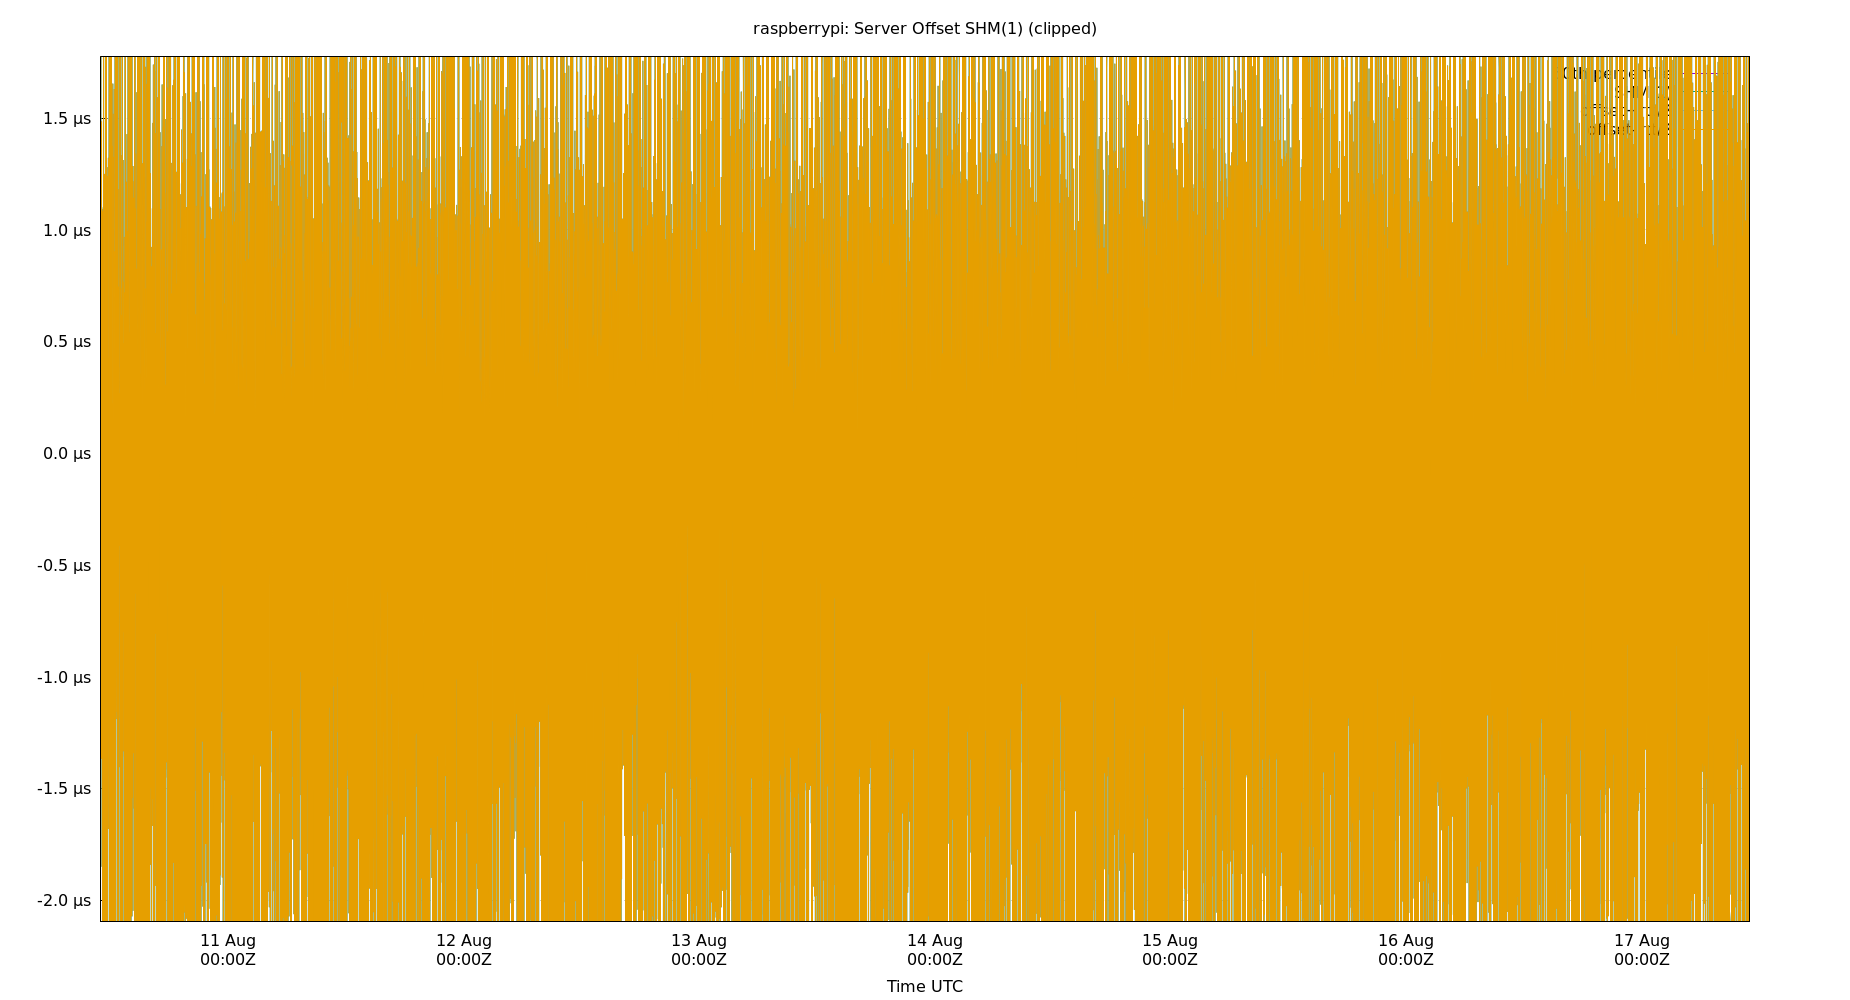 raspberrypi: Server Offset SHM(1) (clipped)
1.5 µs
1.0 µs
0.5 µs
0.0 µs
-0.5 µs
-1.0 µs
-1.5 µs
-2.0 µs
11 Aug 12 Aug 13 Aug 14 Aug 15 Aug 16 Aug 17 Aug
00:00Z 00:00Z 00:00Z 00:00Z 00:00Z 00:00Z 00:00Z
Time UTC